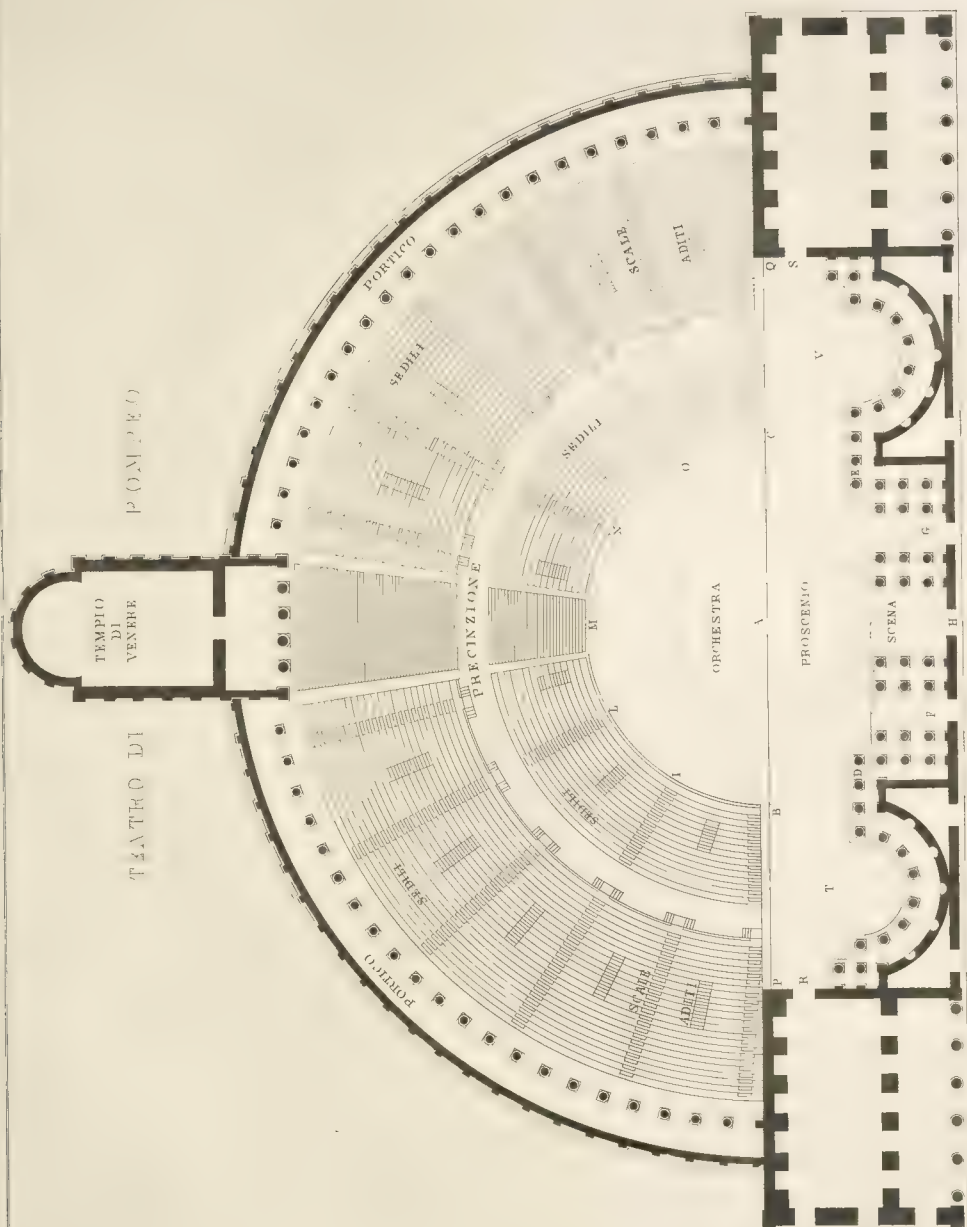 TEATRO DI POMPEO
TEMPIO
DI
VENERE
PORTICO
PORTICO
SEDILI
SCALE
ADITI
SEDILI
PRECINZIONE
SEDILI
SEDILI
SCALE
ADITI
M
X
L
I
O
ORCHESTRA
A
B
C
P
Q
R
S
PROSCENIO
T
V
D
E
SCENA
F
G
H